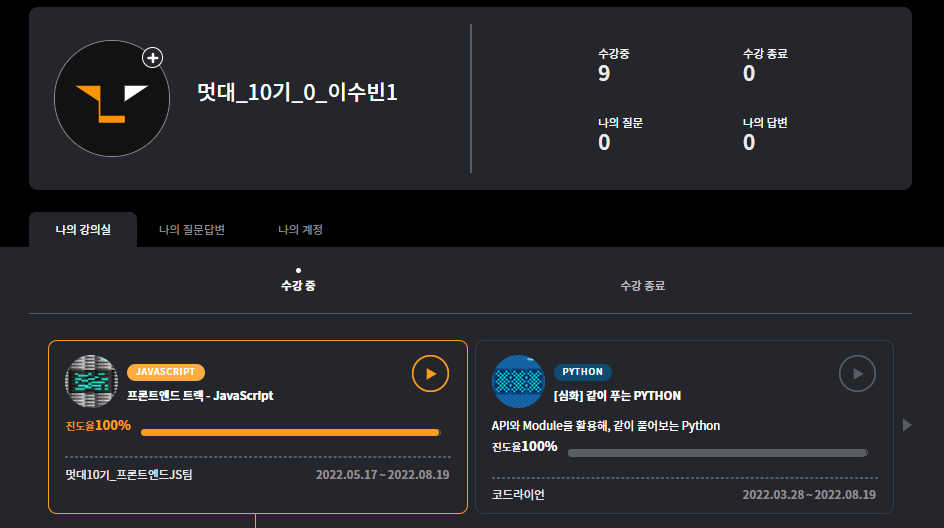 멋대_10기_0_이수빈1
수강중
9
수강 종료
0
나의 질문
0
나의 답변
0
나의 강의실
나의 질문답변
나의 계정
수강 중
수강 종료
JAVASCRIPT
프론트엔드 트랙 - JavaScript
진도율100%
멋대10기_프론트엔드JS팀
2022.05.17 ~ 2022.08.19
PYTHON
[심화] 같이 푸는 PYTHON
API와 Module을 활용해, 같이 풀어보는 Python
진도율100%
코드라이언
2022.03.28 ~ 2022.08.19